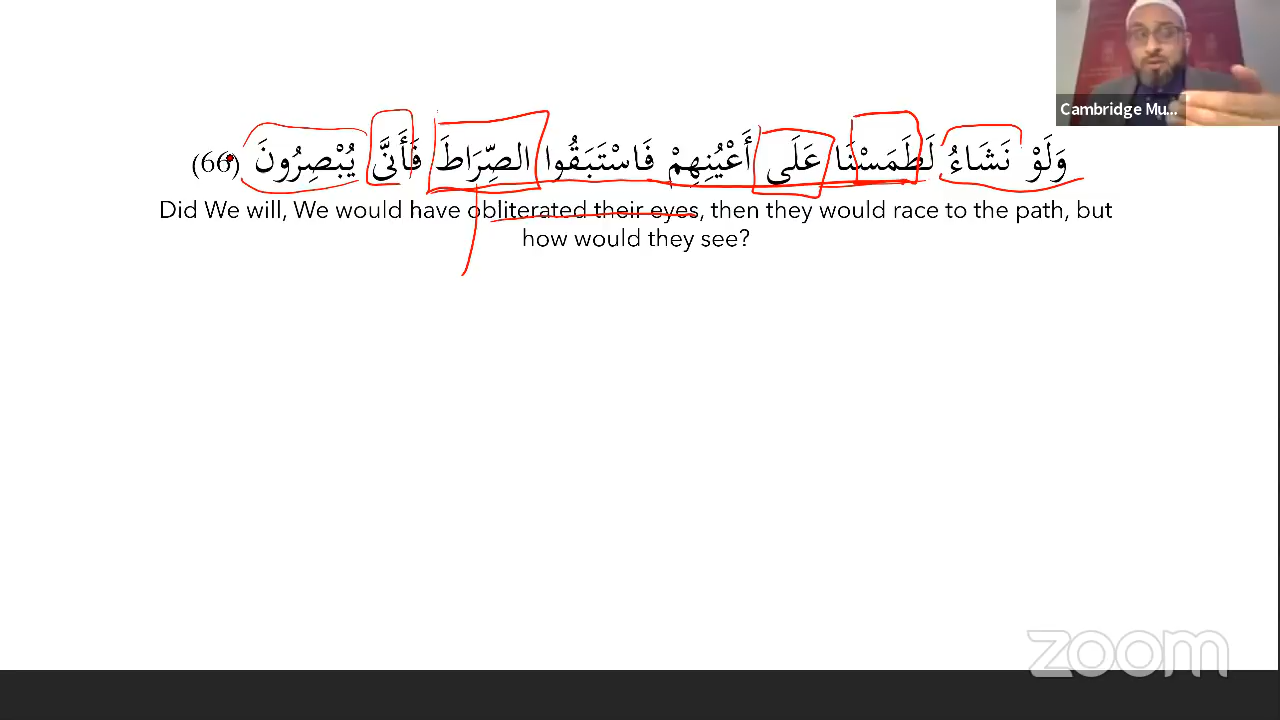 Cambridge Mu...
وَلَوْ نَشَاءُ لَطَمَسْنَا عَلَى أَعْيُنِهِمْ فَاسْتَبَقُوا الصِّرَاطَ فَأَنَّى يُبْصِرُونَ (66)
Did We will, We would have obliterated their eyes, then they would race to the path, but
how would they see?
zoom